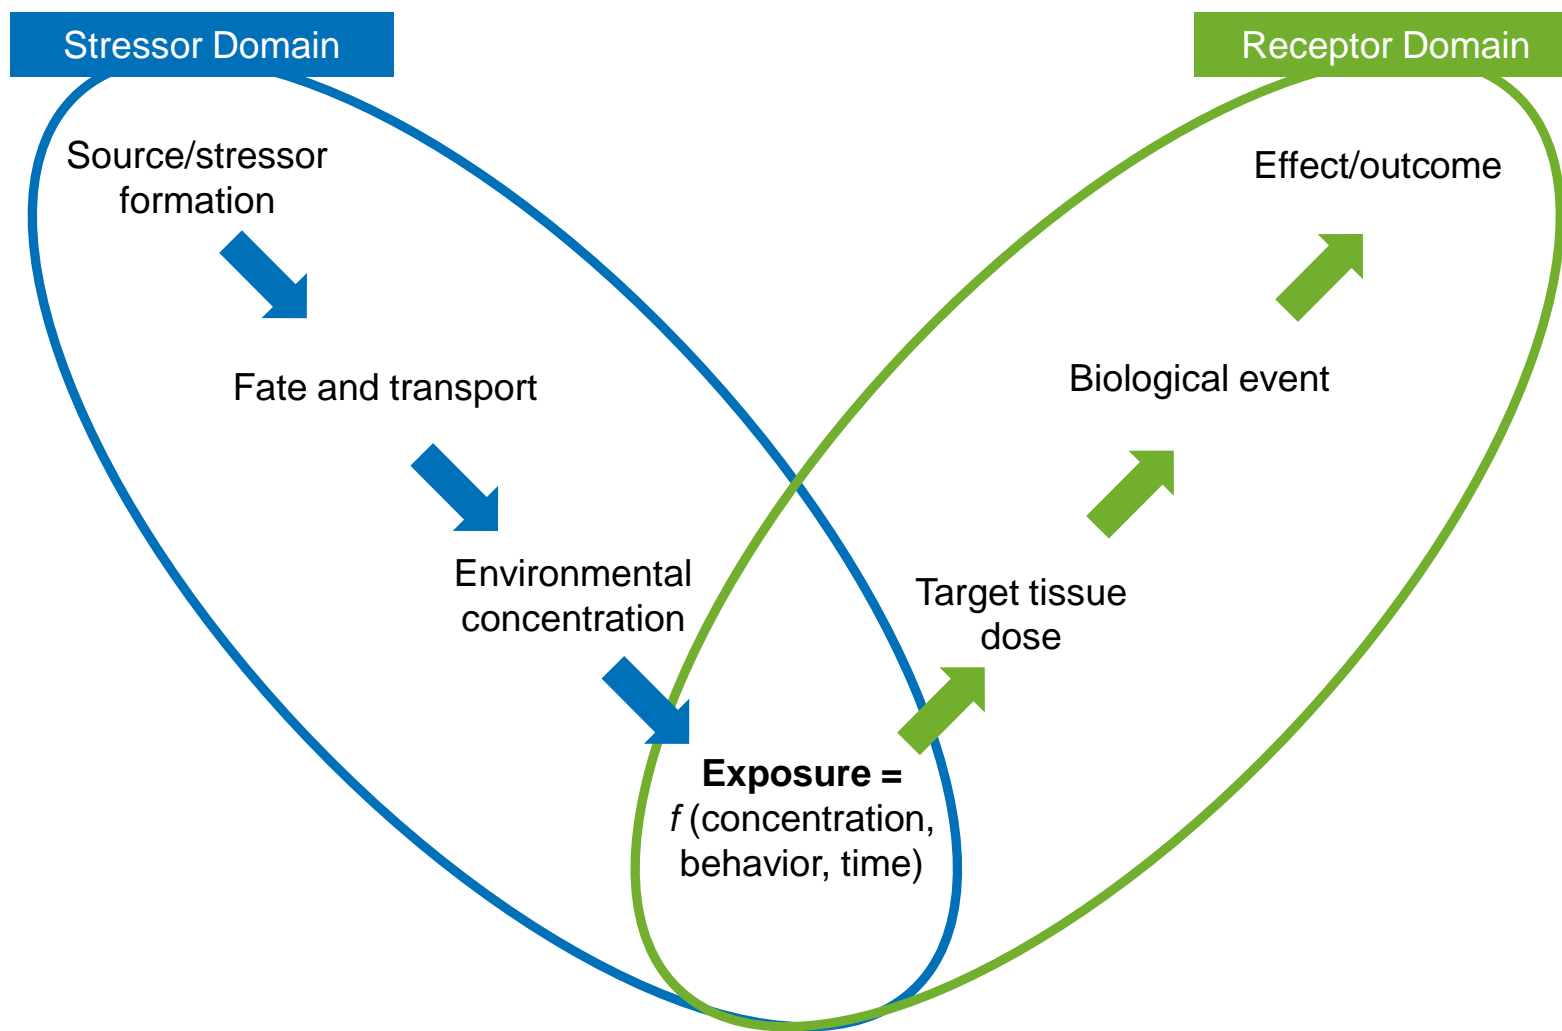 Stressor Domain
Receptor Domain
Source/stressor
formation
Fate and transport
Environmental
concentration
Exposure =
f (concentration,
behavior, time)
Target tissue
dose
Biological event
Effect/outcome